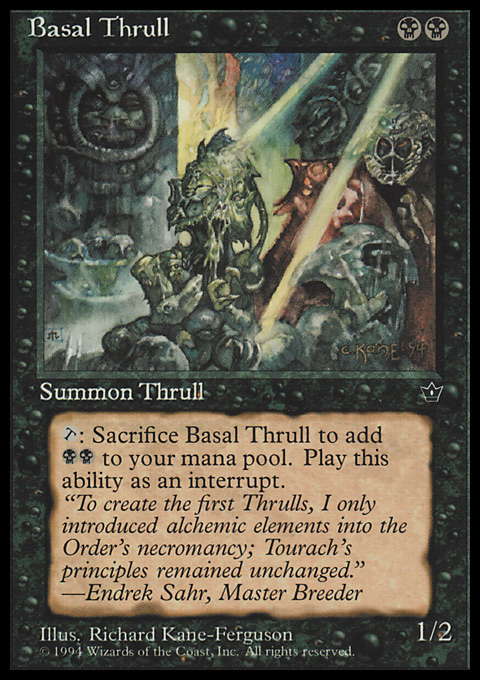 Basal Thrull
C. Kane 94
Summon Thrull
: Sacrifice Basal Thrull to add
to your mana pool. Play this
ability as an interrupt.
“To create the first Thrulls, I only
introduced alchemic elements into the
Order’s necromancy; Tourach’s
principles remained unchanged.”
—Endrek Sahr, Master Breeder
Illus. Richard Kane-Ferguson
1/2
© 1994 Wizards of the Coast, Inc. All rights reserved.